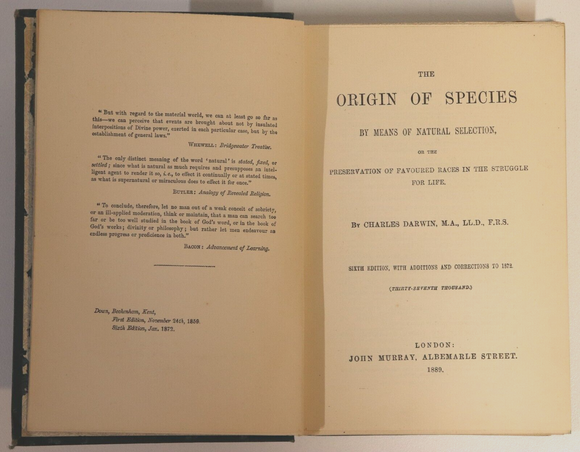 "But with regard to the material world, we can at least go so far as
this—we can perceive that events are brought about not by insulated
interpositions of Divine power, exerted in each particular case, but by the
establishment of general laws."
WHEWELL: Bridgewater Treatise.
"The only distinct meaning of the word 'natural' is stated, fixed, or
settled; since what is natural as much requires and presupposes an intel-
ligent agent to render it so, i.e., to effect it continually or at stated times,
as what is supernatural or miraculous does to effect it for once."
BUTLER: Analogy of Revealed Religion.
"To conclude, therefore, let no man out of a weak conceit of sobriety,
or an ill-applied moderation, think or maintain, that a man can search too
far or be too well studied in the book of God's word, or in the book of
God's works; divinity or philosophy; but rather let men endeavour an
endless progress or proficience in both."
BACON: Advancement of Learning.
Down, Beckenham, Kent,
First Edition, November 24th, 1859.
Sixth Edition, Jan. 1872.
THE
ORIGIN OF SPECIES
BY MEANS OF NATURAL SELECTION,
OR THE
PRESERVATION OF FAVOURED RACES IN THE STRUGGLE
FOR LIFE.
BY CHARLES DARWIN, M.A., LL.D., F.R.S.
SIXTH EDITION, WITH ADDITIONS AND CORRECTIONS TO 1872.
(THIRTY-SEVENTH THOUSAND.)
LONDON:
JOHN MURRAY, ALBEMARLE STREET.
1889.